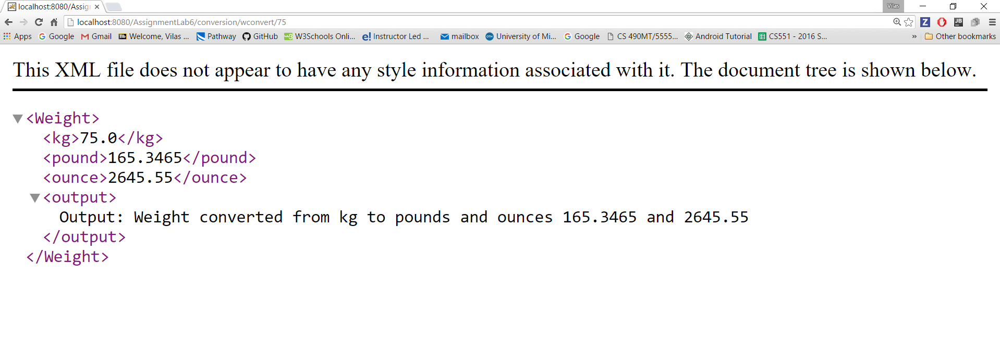 localhost:8080/Assig
Vilas
localhost:8080/AssignmentLab6/conversion/wconvert/75
Apps Google Gmail Welcome, Vilas ... Pathway GitHub W3Schools Onli... Instructor Led ... mailbox University of Mi... Google CS 490MT/5555... Android Tutorial CS551 - 2016 S... » Other bookmarks
This XML file does not appear to have any style information associated with it. The document tree is shown below.
<Weight>
<kg>75.0</kg>
<pound>165.3465</pound>
<ounce>2645.55</ounce>
<output>
Output: Weight converted from kg to pounds and ounces 165.3465 and 2645.55
</output>
</Weight>